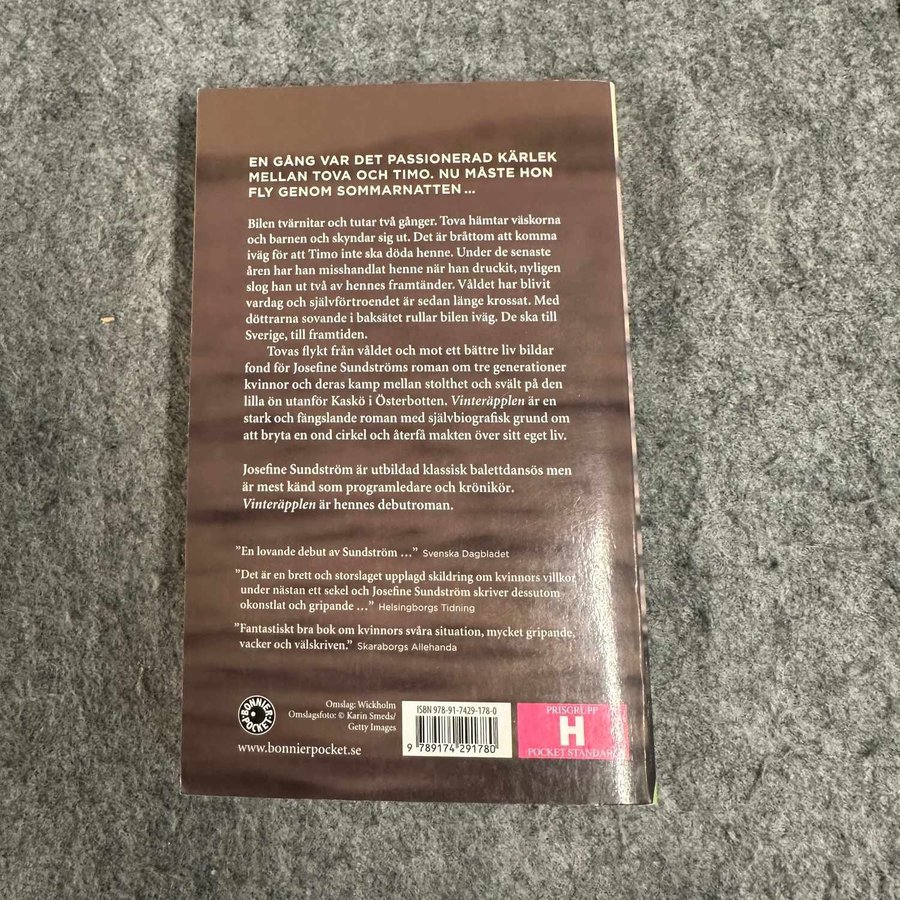 EN GÅNG VAR DET PASSIONERAD KÄRLEK
MELLAN TOVA OCH TIMO. NU MÅSTE HON
FLY GENOM SOMMARNATTEN ...
Bilen tvärnitar och tutar två gånger. Tova hämtar väskorna
och barnen och skyndar sig ut. Det är bråttom att komma
iväg för att Timo inte ska döda henne. Under de senaste
åren har han misshandlat henne när han druckit, nyligen
slog han ut två av hennes framtänder. Våldet har blivit
vardag och självförtroendet är sedan länge krossat. Med
döttrarna sovande i baksätet rullar bilen iväg. De ska till
Sverige, till framtiden.
Tovas flykt från våldet och mot ett bättre liv bildar
fond för Josefine Sundströms roman om tre generationer
kvinnor och deras kamp mellan stolthet och svält på den
lilla ön utanför Kaskö i Österbotten. Vinteräpplen är en
stark och fängslande roman med självbiografisk grund om
att bryta en ond cirkel och återfå makten över sitt eget liv.
Josefine Sundström är utbildad klassisk balettdansös men
är mest känd som programledare och krönikör.
Vinteräpplen är hennes debutroman.
”En lovande debut av Sundström ...” Svenska Dagbladet
”Det är en brett och storslaget upplagd skildring om kvinnors villkor
under nästan ett sekel och Josefine Sundström skriver dessutom
okonstlat och gripande ...” Helsingborgs Tidning
”Fantastiskt bra bok om kvinnors svåra situation, mycket gripande,
vacker och välskriven.” Skaraborgs Allehanda
BONNIER
POCKET
Omslag: Wickholm
Omslagsfoto: © Karin Smeds/
Getty Images
www.bonnierpocket.se
ISBN 978-91-7429-178-0
9 789174 291780
PRISGRUPP
H
POCKET STANDARD